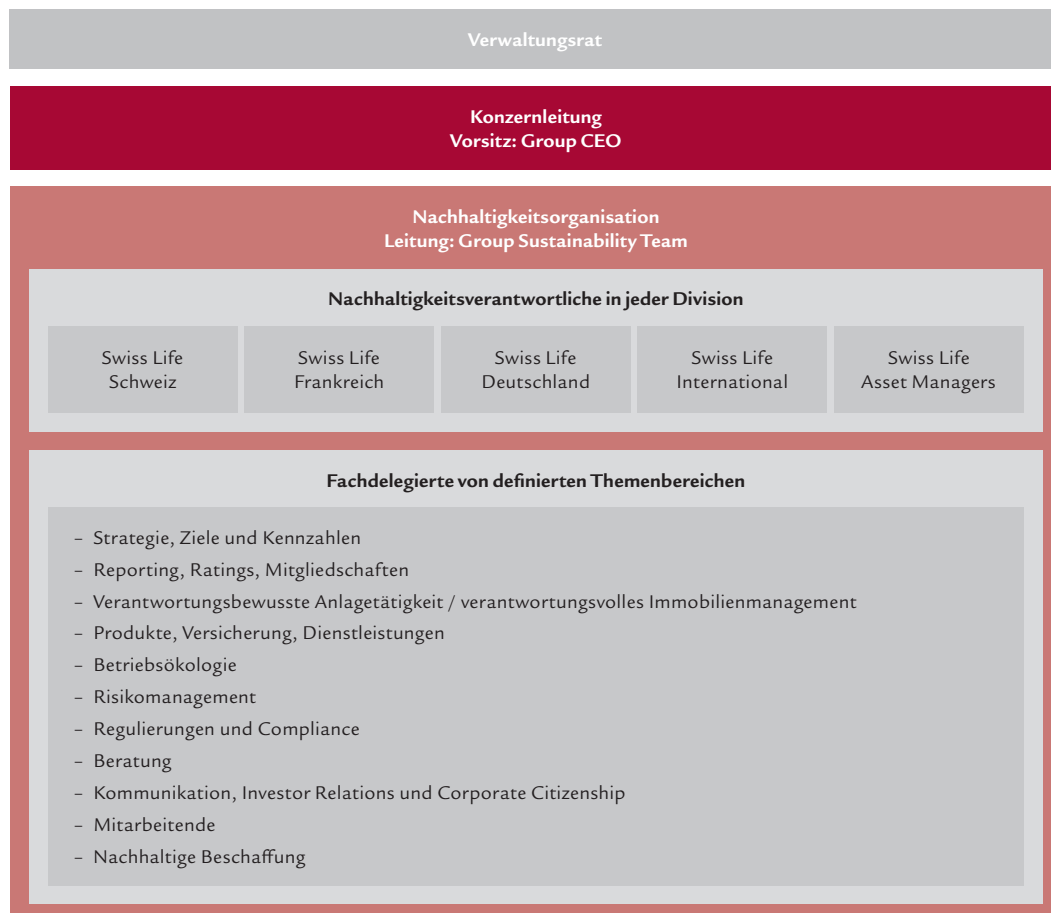 Verwaltungsrat
Konzernleitung
Vorsitz: Group CEO
Nachhaltigkeitsorganisation
Leitung: Group Sustainability Team
Nachhaltigkeitsverantwortliche in jeder Division
Swiss Life
Schweiz
Swiss Life
Frankreich
Swiss Life
Deutschland
Swiss Life
International
Swiss Life
Asset Managers
Fachdelegierte von definierten Themenbereichen
– Strategie, Ziele und Kennzahlen
– Reporting, Ratings, Mitgliedschaften
– Verantwortungsbewusste Anlagetätigkeit / verantwortungsvolles Immobilienmanagement
– Produkte, Versicherung, Dienstleistungen
– Betriebsökologie
– Risikomanagement
– Regulierungen und Compliance
– Beratung
– Kommunikation, Investor Relations und Corporate Citizenship
– Mitarbeitende
– Nachhaltige Beschaffung